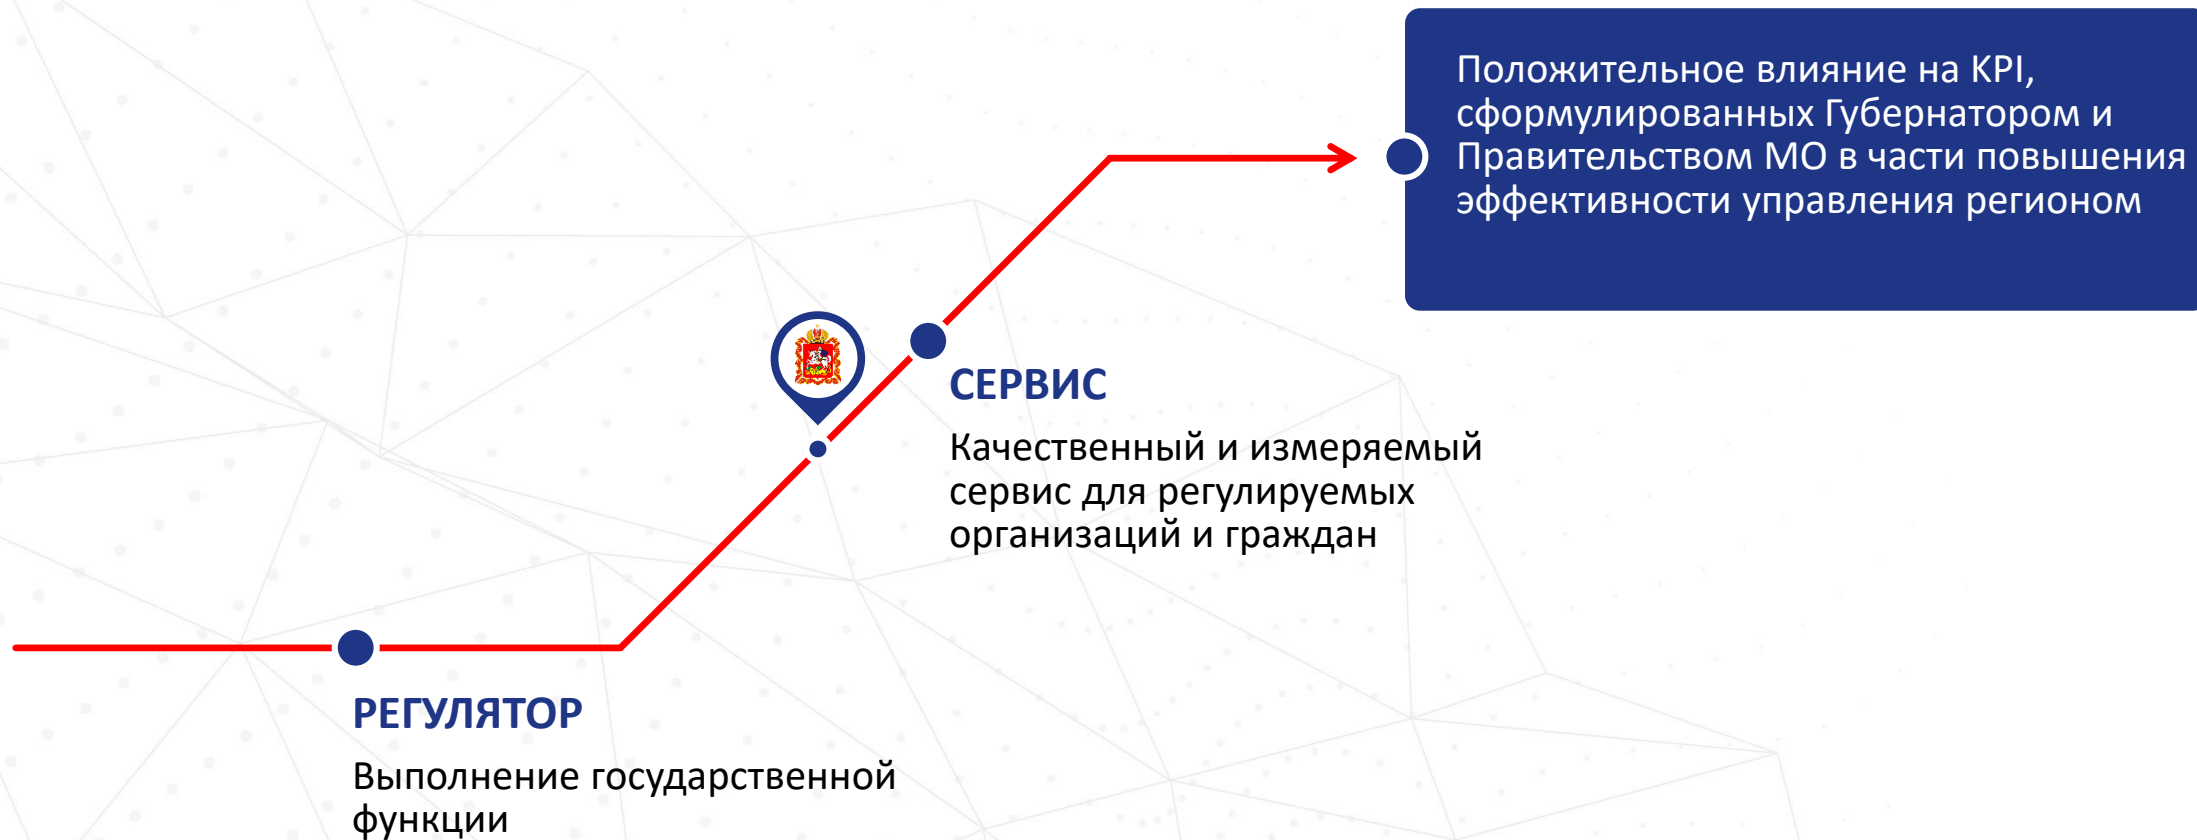 Положительное влияние на KPI,
сформулированных Губернатором и
Правительством МО в части повышения
эффективности управления регионом
СЕРВИС
Качественный и измеряемый
сервис для регулируемых
организаций и граждан
РЕГУЛЯТОР
Выполнение государственной
функции